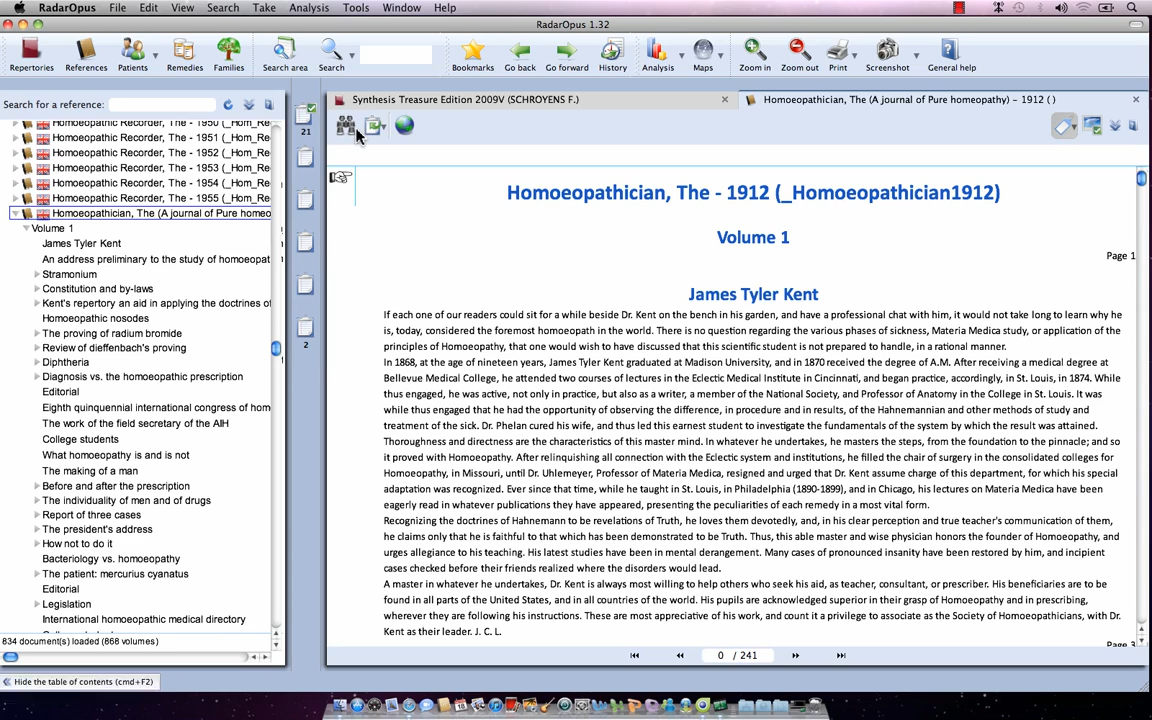 RadarOpus File Edit View Search Take Analysis Tools Window Help
RadarOpus 1.32
Repertories References Patients Remedies Families Search area Search Bookmarks Go back Go forward History Analysis Maps Zoom in Zoom out Print Screenshot General help
Search for a reference:
Homoeopathic Recorder, The - 1950 (_Hom_Re
Homoeopathic Recorder, The - 1951 (_Hom_Re
Homoeopathic Recorder, The - 1952 (_Hom_Re
Homoeopathic Recorder, The - 1953 (_Hom_Re
Homoeopathic Recorder, The - 1954 (_Hom_Re
Homoeopathic Recorder, The - 1955 (_Hom_Re
Homoeopathician, The (A journal of Pure homeo
Volume 1
James Tyler Kent
An address preliminary to the study of homoeopat
Stramonium
Constitution and by-laws
Kent's repertory an aid in applying the doctrines of
Homoeopathic nosodes
The proving of radium bromide
Review of dieffenbach's proving
Diphtheria
Diagnosis vs. the homoeopathic prescription
Editorial
Eighth quinquennial international congress of hom
The work of the field secretary of the AIH
College students
What homoeopathy is and is not
The making of a man
Before and after the prescription
The individuality of men and of drugs
Report of three cases
The president's address
How not to do it
Bacteriology vs. homoeopathy
The patient: mercurius cyanatus
Editorial
Legislation
International homoeopathic medical directory
834 document(s) loaded (868 volumes)
Hide the table of contents (cmd+F2)
21
2
Synthesis Treasure Edition 2009V (SCHROYENS F.)
Homoeopathician, The (A journal of Pure homeopathy) – 1912 ( )
Homoeopathician, The - 1912 (_Homoeopathician1912)
Volume 1
Page 1
James Tyler Kent
If each one of our readers could sit for a while beside Dr. Kent on the bench in his garden, and have a professional chat with him, it would not take long to learn why he
is, today, considered the foremost homoeopath in the world. There is no question regarding the various phases of sickness, Materia Medica study, or application of the
principles of Homoeopathy, that one would wish to have discussed that this scientific student is not prepared to handle, in a rational manner.
In 1868, at the age of nineteen years, James Tyler Kent graduated at Madison University, and in 1870 received the degree of A.M. After receiving a medical degree at
Bellevue Medical College, he attended two courses of lectures in the Eclectic Medical Institute in Cincinnati, and began practice, accordingly, in St. Louis, in 1874. While
thus engaged, he was active, not only in practice, but also as a writer, a member of the National Society, and Professor of Anatomy in the College in St. Louis. It was
while thus engaged that he had the opportunity of observing the difference, in procedure and in results, of the Hahnemannian and other methods of study and
treatment of the sick. Dr. Phelan cured his wife, and thus led this earnest student to investigate the fundamentals of the system by which the result was attained.
Thoroughness and directness are the characteristics of this master mind. In whatever he undertakes, he masters the steps, from the foundation to the pinnacle; and so
it proved with Homoeopathy. After relinquishing all connection with the Eclectic system and institutions, he filled the chair of surgery in the consolidated colleges for
Homoeopathy, in Missouri, until Dr. Uhlemeyer, Professor of Materia Medica, resigned and urged that Dr. Kent assume charge of this department, for which his special
adaptation was recognized. Ever since that time, while he taught in St. Louis, in Philadelphia (1890-1899), and in Chicago, his lectures on Materia Medica have been
eagerly read in whatever publications they have appeared, presenting the peculiarities of each remedy in a most vital form.
Recognizing the doctrines of Hahnemann to be revelations of Truth, he loves them devotedly, and, in his clear perception and true teacher's communication of them,
he claims only that he is faithful to that which has been demonstrated to be Truth. Thus, this able master and wise physician honors the founder of Homoeopathy, and
urges allegiance to his teaching. His latest studies have been in mental derangement. Many cases of pronounced insanity have been restored by him, and incipient
cases checked before their friends realized where the disorders would lead.
A master in whatever he undertakes, Dr. Kent is always most willing to help others who seek his aid, as teacher, consultant, or prescriber. His beneficiaries are to be
found in all parts of the United States, and in all countries of the world. His pupils are acknowledged superior in their grasp of Homoeopathy and in prescribing,
wherever they are following his instructions. These are most appreciative of his work, and count it a privilege to associate as the Society of Homoeopathicians, with Dr.
Kent as their leader. J. C. L.
Page 3
0 / 241